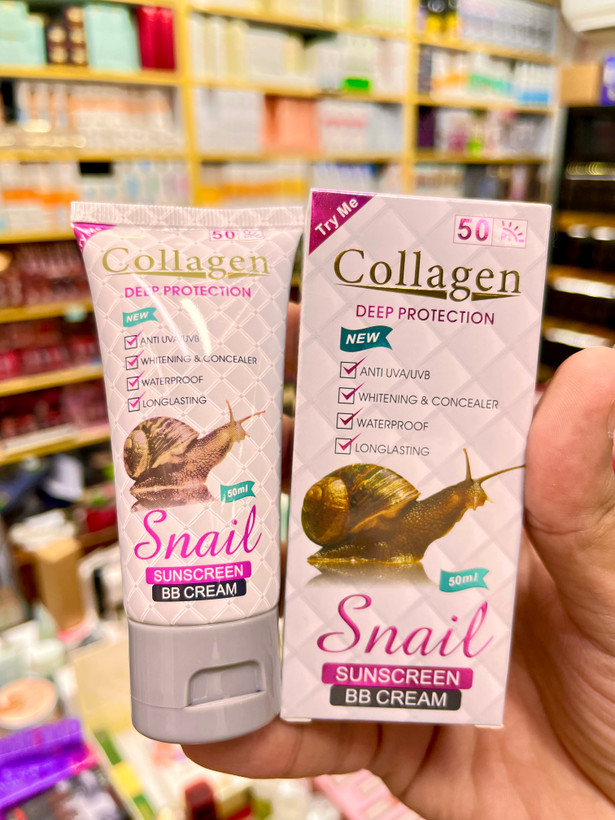 50
Collagen
DEEP PROTECTION
NEW
ANTI UVA/UVB
WHITENING & CONCEALER
WATERPROOF
LONGLASTING
50ml
Snail
SUNSCREEN
BB CREAM
Try Me
50
Collagen
DEEP PROTECTION
NEW
ANTI UVA/UVB
WHITENING & CONCEALER
WATERPROOF
LONGLASTING
50ml
Snail
SUNSCREEN
BB CREAM